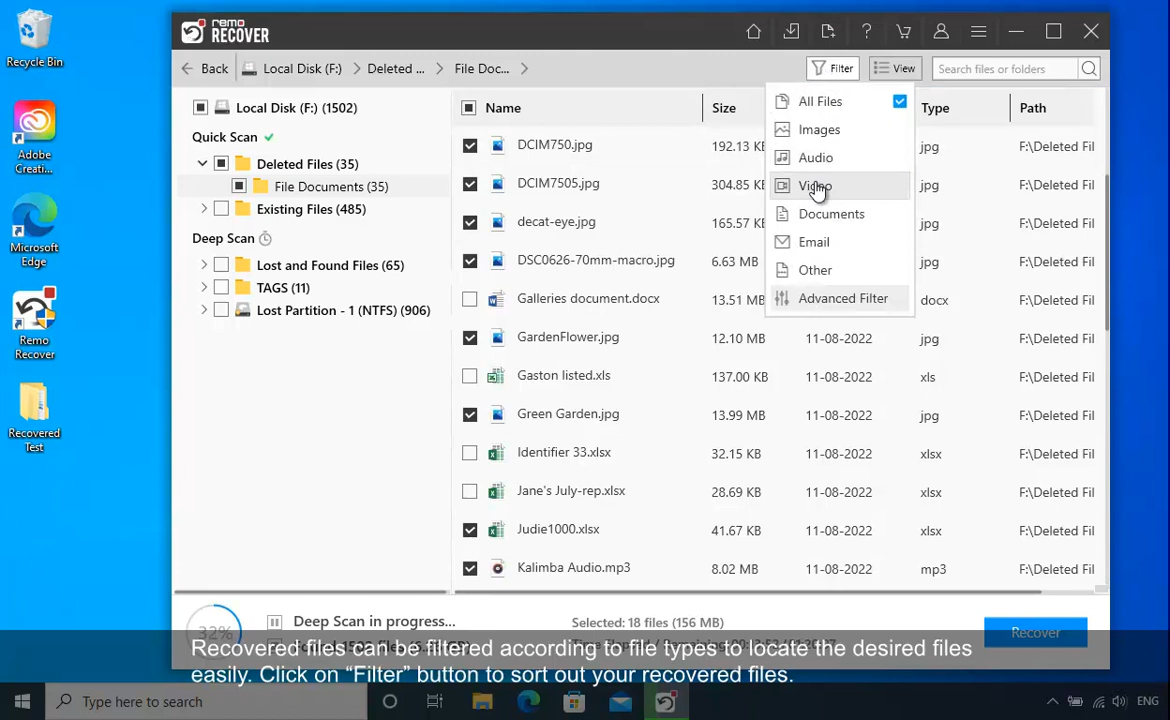 remo
RECOVER
Back
Local Disk (F:)
Deleted ...
File Doc...
Filter
View
Search files or folders
Local Disk (F:) (1502)
Quick Scan
Deleted Files (35)
File Documents (35)
Existing Files (485)
Deep Scan
Lost and Found Files (65)
TAGS (11)
Lost Partition - 1 (NTFS) (906)
Name Size Type Path
DCIM750.jpg 192.13 KB jpg F:\Deleted Fil
DCIM7505.jpg 304.85 KB jpg F:\Deleted Fil
decat-eye.jpg 165.57 KB jpg F:\Deleted Fil
DSC0626-70mm-macro.jpg 6.63 MB jpg F:\Deleted Fil
Galleries document.docx 13.51 MB docx F:\Deleted Fil
GardenFlower.jpg 12.10 MB 11-08-2022 jpg F:\Deleted Fil
Gaston listed.xls 137.00 KB 11-08-2022 xls F:\Deleted Fil
Green Garden.jpg 13.99 MB 11-08-2022 jpg F:\Deleted Fil
Identifier 33.xlsx 32.15 KB 11-08-2022 xlsx F:\Deleted Fil
Jane's July-rep.xlsx 28.69 KB 11-08-2022 xlsx F:\Deleted Fil
Judie1000.xlsx 41.67 KB 11-08-2022 xlsx F:\Deleted Fil
Kalimba Audio.mp3 8.02 MB 11-08-2022 mp3 F:\Deleted Fil
All Files
Images
Audio
Video
Documents
Email
Other
Advanced Filter
32%
Deep Scan in progress...
Selected: 18 files (156 MB)
Recover
Recovered files can be filtered according to file types to locate the desired files
easily. Click on “Filter” button to sort out your recovered files.
Recycle Bin
Adobe
Creati...
Microsoft
Edge
Remo
Recover
Recovered
Test
Type here to search
ENG